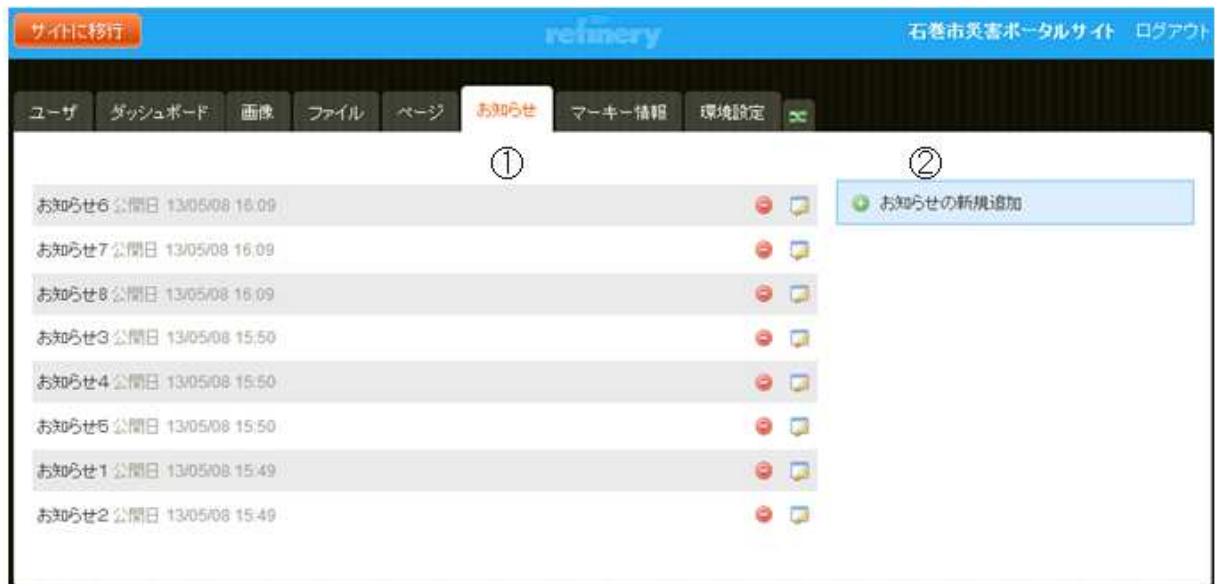 サイトに移行 refinery 石巻市災害ポータルサイト ログアウト
ユーザ ダッシュボード 画像 ファイル ページ お知らせ マーキー情報 環境設定
① ②
お知らせ6 公開日 13/05/08 16:09
お知らせの新規追加
お知らせ7 公開日 13/05/08 16:09
お知らせ8 公開日 13/05/08 16:09
お知らせ3 公開日 13/05/08 15:50
お知らせ4 公開日 13/05/08 15:50
お知らせ5 公開日 13/05/08 15:50
お知らせ1 公開日 13/05/08 15:49
お知らせ2 公開日 13/05/08 15:49